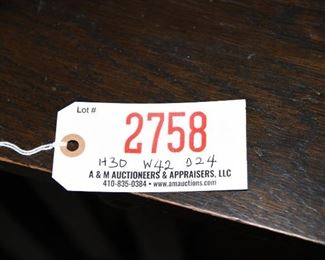 Lot #
2758
H30 W42 D24
A & M AUCTIONEERS & APPRAISERS, LLC
410-835-0384 • www.amauctions.com